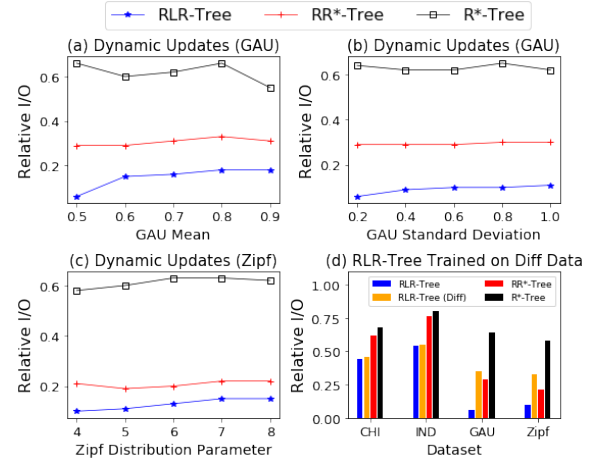 RLR-Tree RR*-Tree R*-Tree
(a) Dynamic Updates (GAU)
Relative I/O
0.6
0.4
0.2
0.5 0.6 0.7 0.8 0.9
GAU Mean
(b) Dynamic Updates (GAU)
Relative I/O
0.6
0.4
0.2
0.2 0.4 0.6 0.8 1.0
GAU Standard Deviation
(c) Dynamic Updates (Zipf)
Relative I/O
0.6
0.4
0.2
4 5 6 7 8
Zipf Distribution Parameter
(d) RLR-Tree Trained on Diff Data
Relative I/O
1.00
0.75
0.50
0.25
0.00
RLR-Tree RR*-Tree
RLR-Tree (Diff) R*-Tree
CHI IND GAU Zipf
Dataset